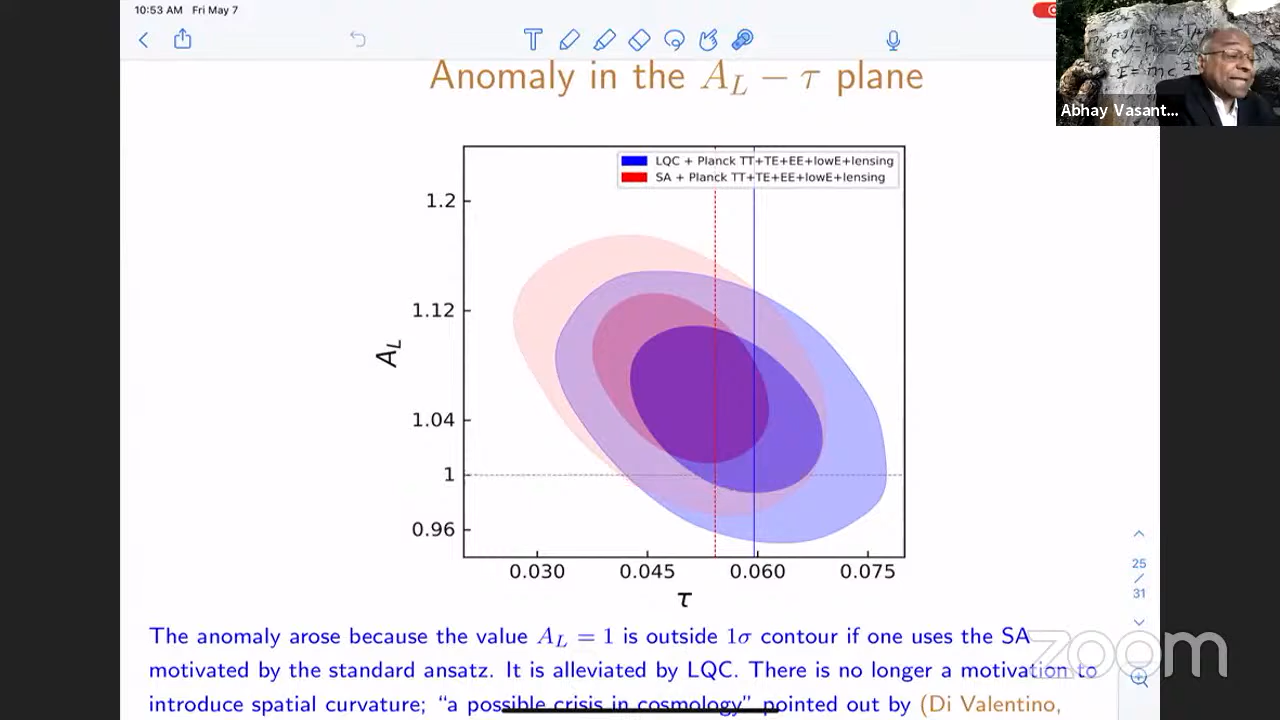 10:53 AM Fri May 7
Anomaly in the A_L − τ plane
Abhay Vasant...
LQC + Planck TT+TE+EE+lowE+lensing
SA + Planck TT+TE+EE+lowE+lensing
1.2
1.12
1.04
1
0.96
A_L
0.030 0.045 0.060 0.075
τ
25
/
31
The anomaly arose because the value A_L = 1 is outside 1σ contour if one uses the SA
motivated by the standard ansatz. It is alleviated by LQC. There is no longer a motivation to
introduce spatial curvature; “a possible crisis in cosmology” pointed out by (Di Valentino,
zoom